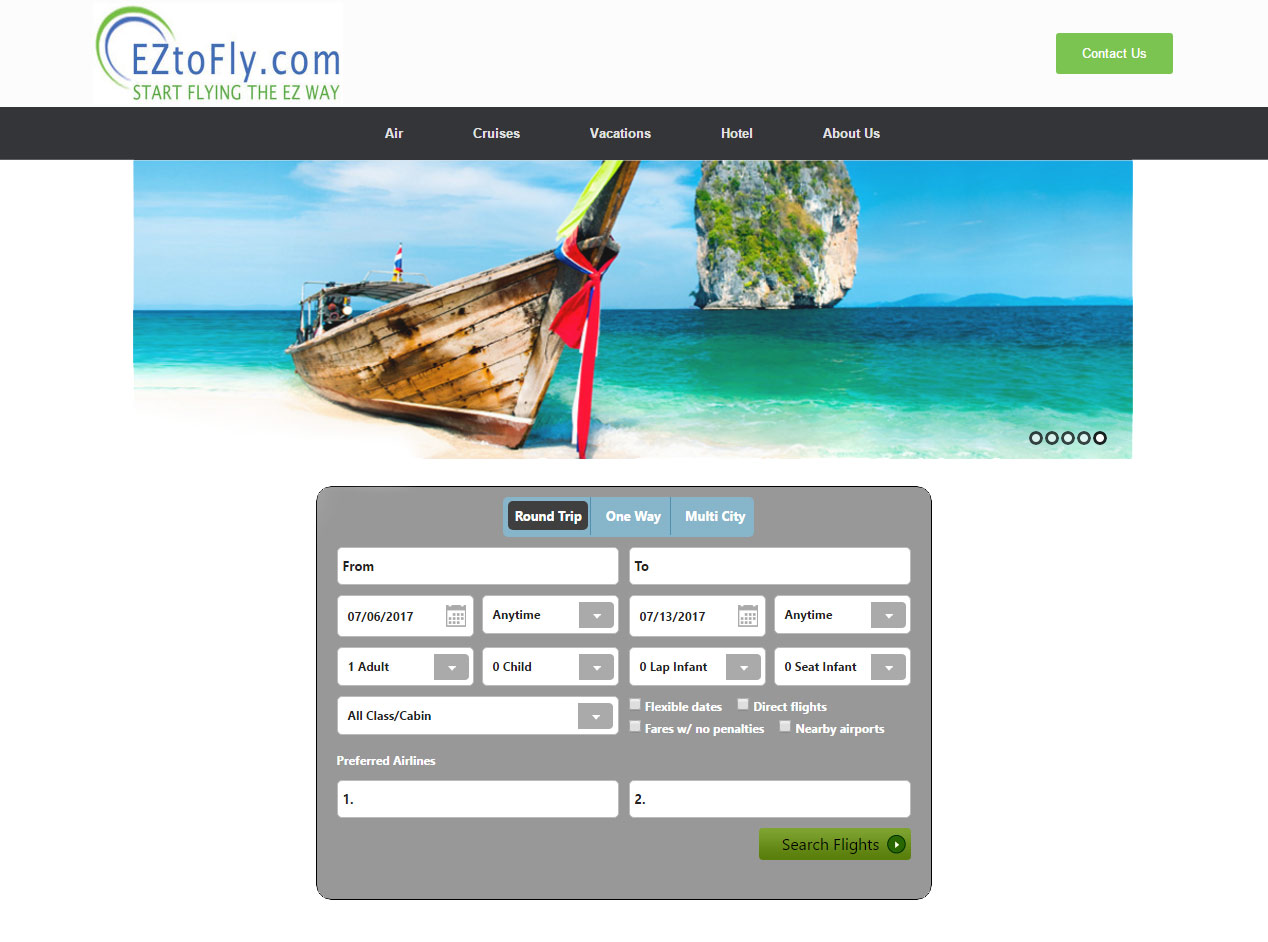 EZtoFly.com
START FLYING THE EZ WAY
Contact Us
Air Cruises Vacations Hotel About Us
Round Trip One Way Multi City
From To
07/06/2017 Anytime 07/13/2017 Anytime
1 Adult 0 Child 0 Lap Infant 0 Seat Infant
All Class/Cabin
Flexible dates Direct flights
Fares w/ no penalties Nearby airports
Preferred Airlines
1. 2.
Search Flights